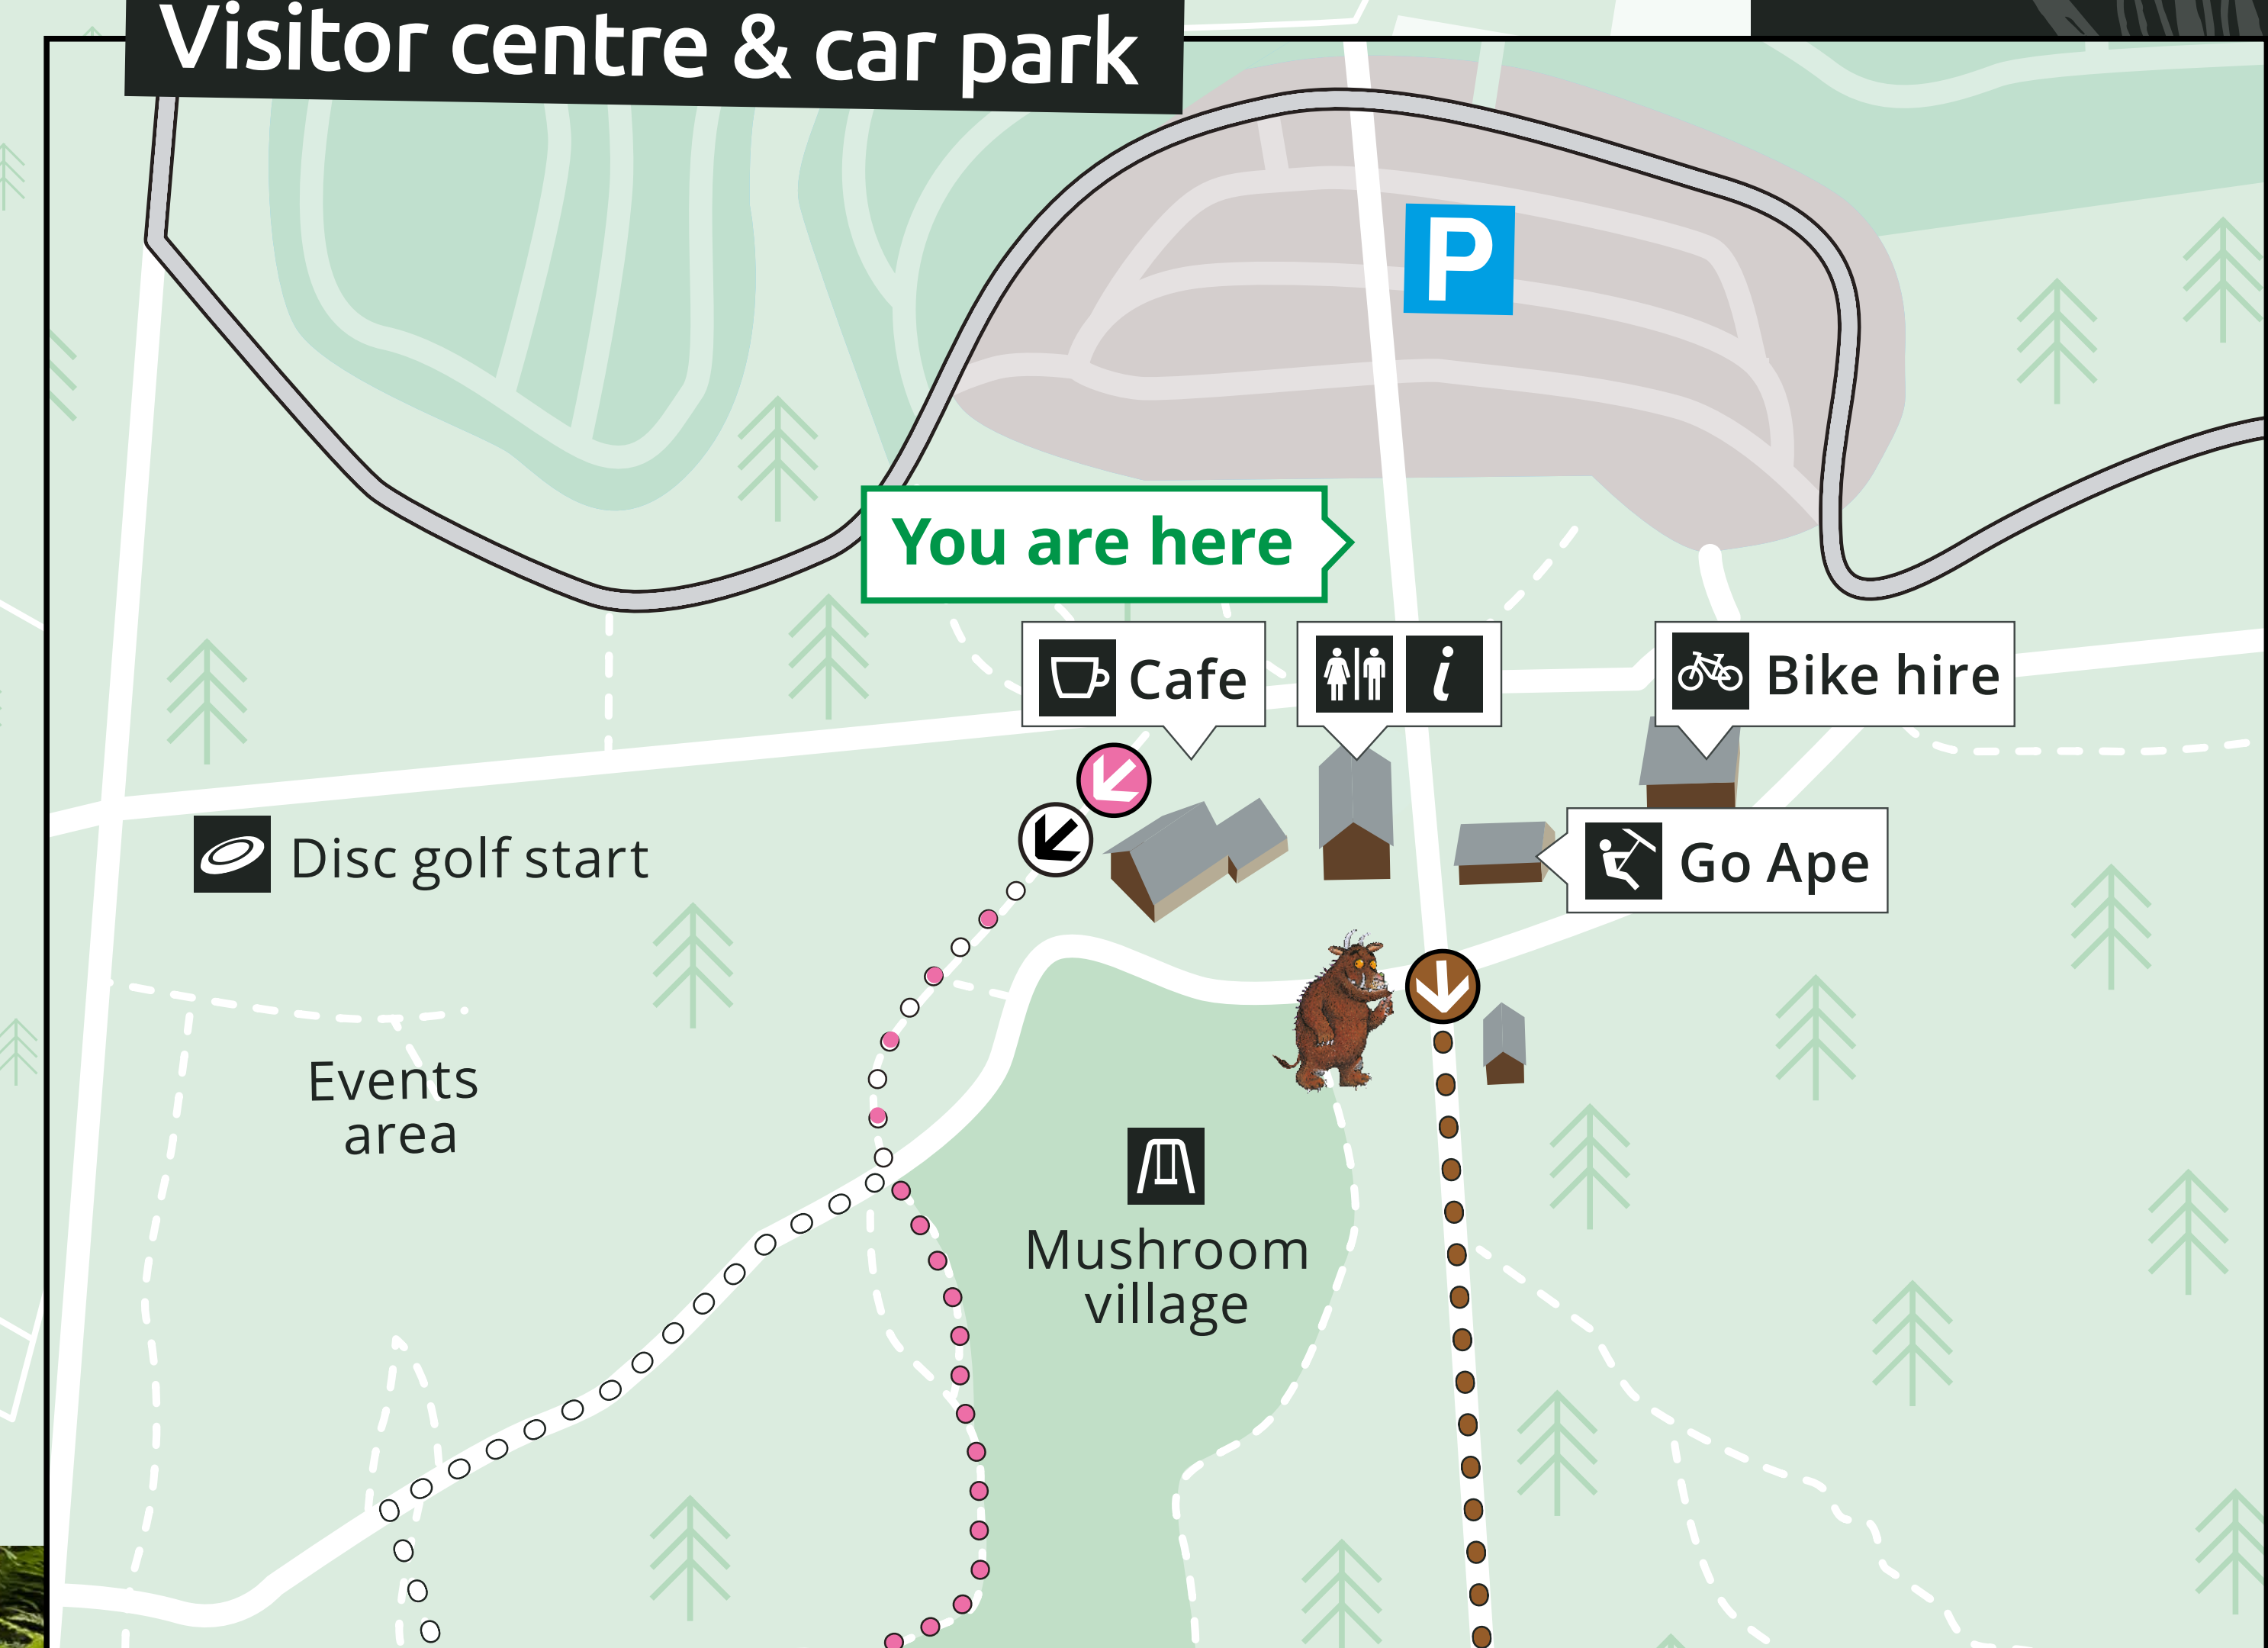 Visitor centre & car park
P
You are here
Cafe
i
Bike hire
Disc golf start
Go Ape
Events
area
Mushroom
village